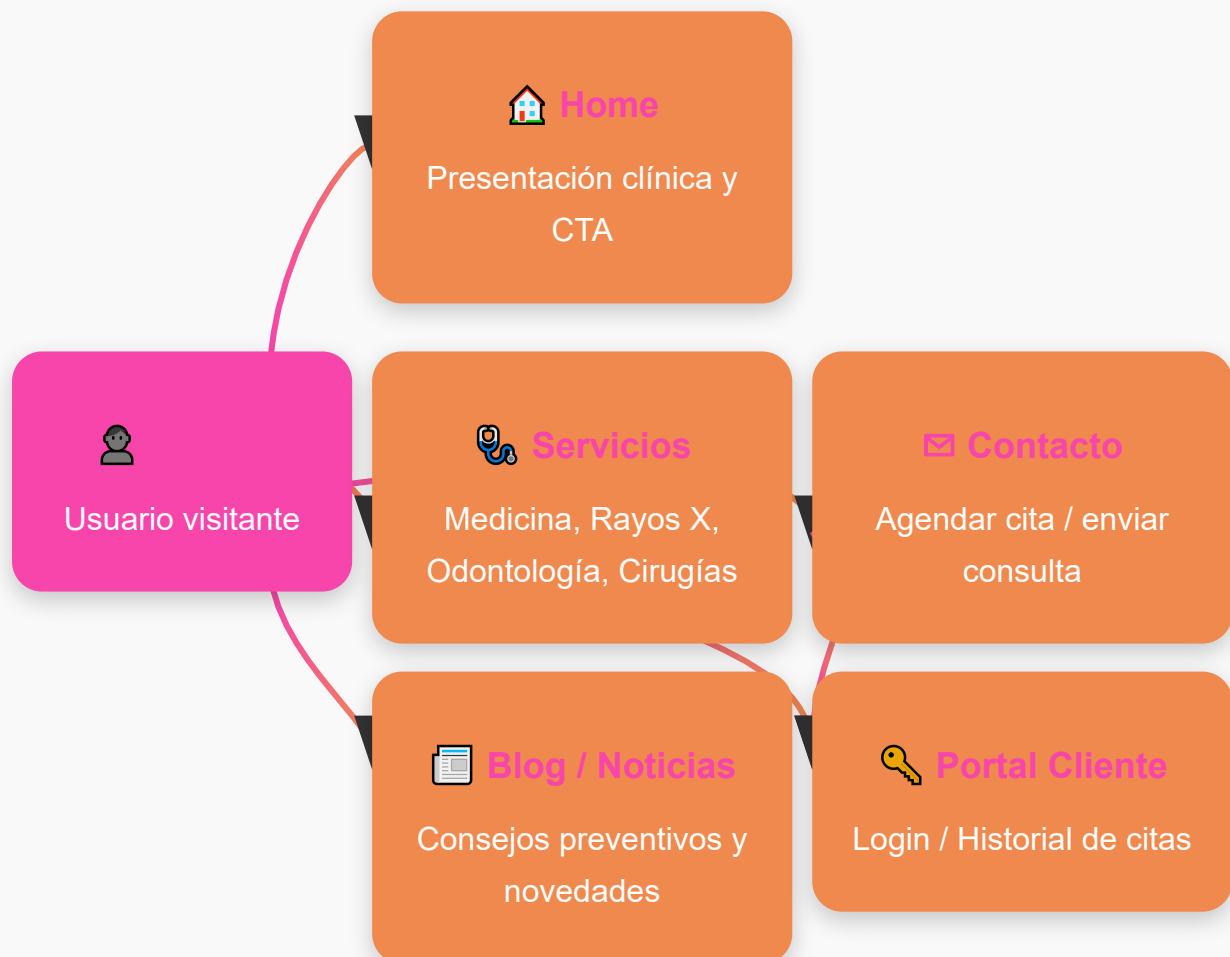 Home
Presentación clínica y
CTA
Usuario visitante
Servicios
Medicina, Rayos X,
Odontología, Cirugías
Contacto
Agendar cita / enviar
consulta
Blog / Noticias
Consejos preventivos y
novedades
Portal Cliente
Login / Historial de citas